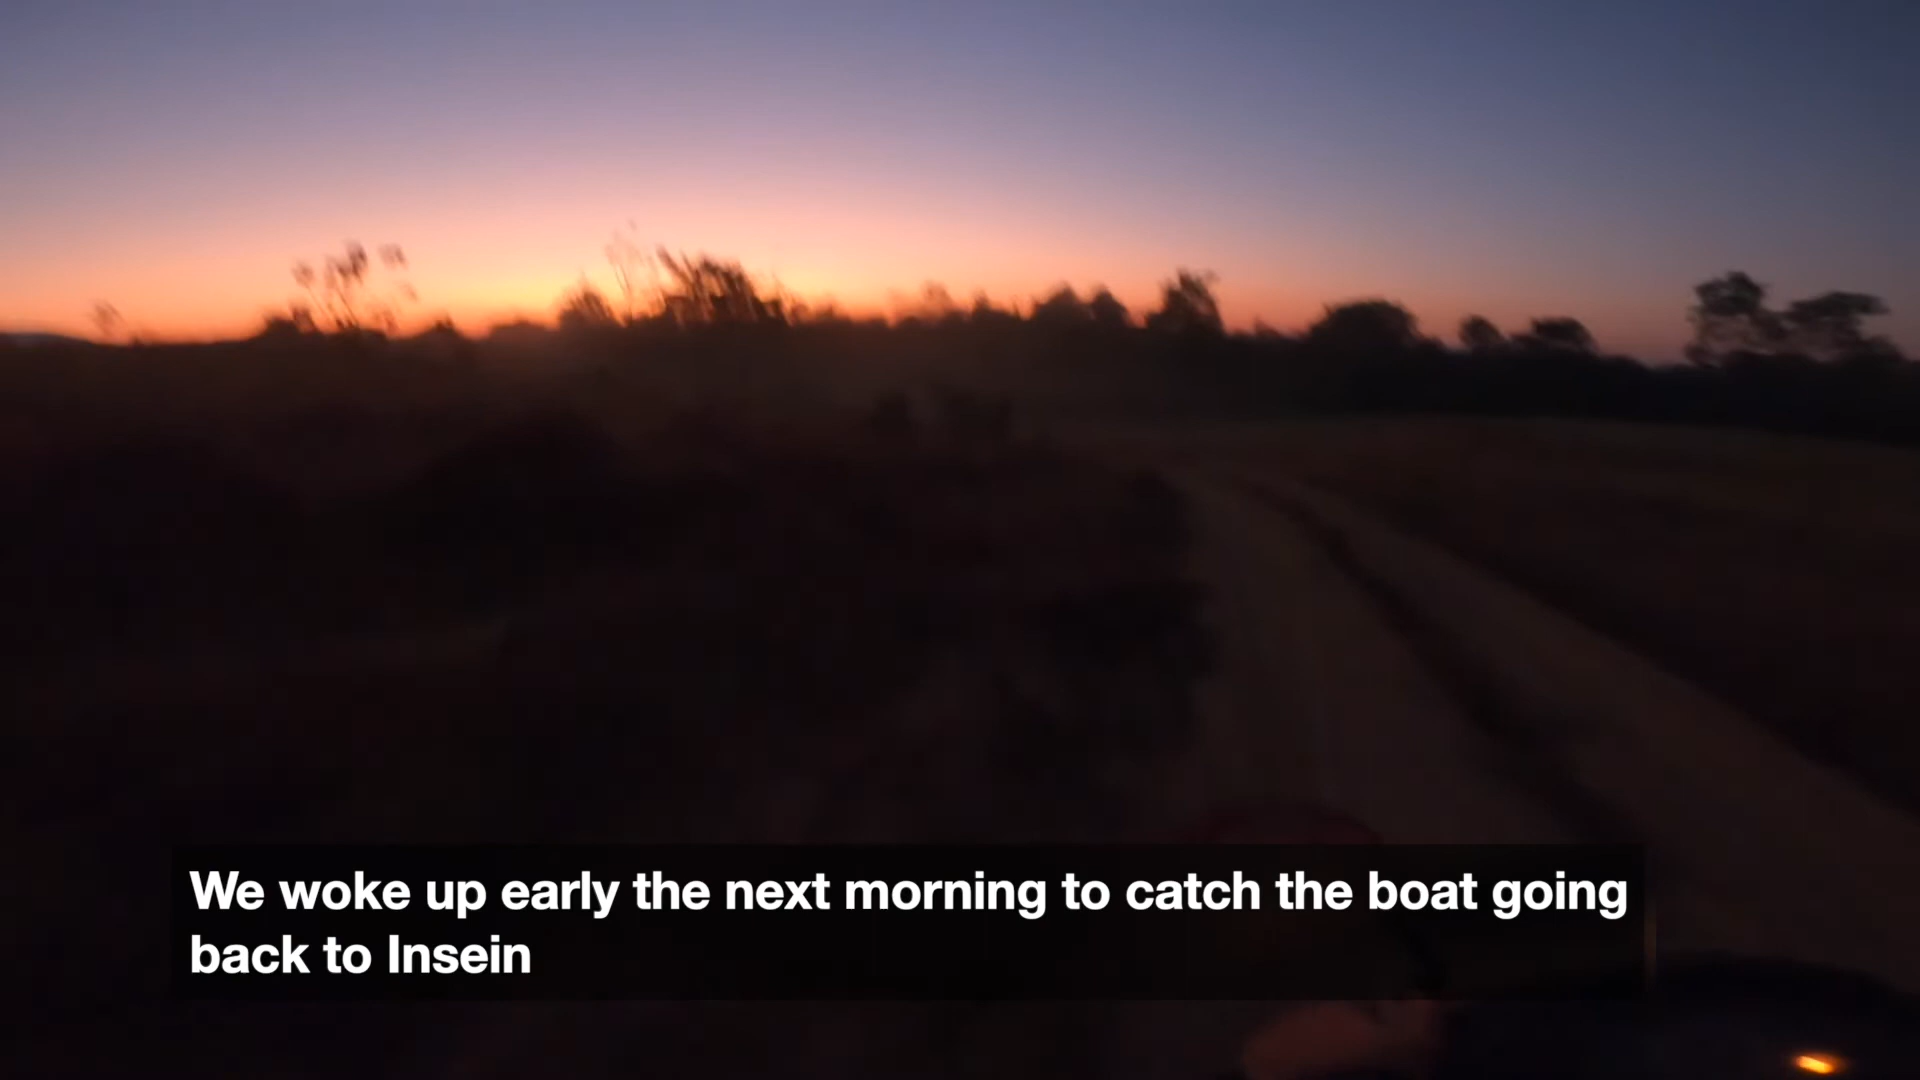 We woke up early the next morning to catch the boat going
back to Insein